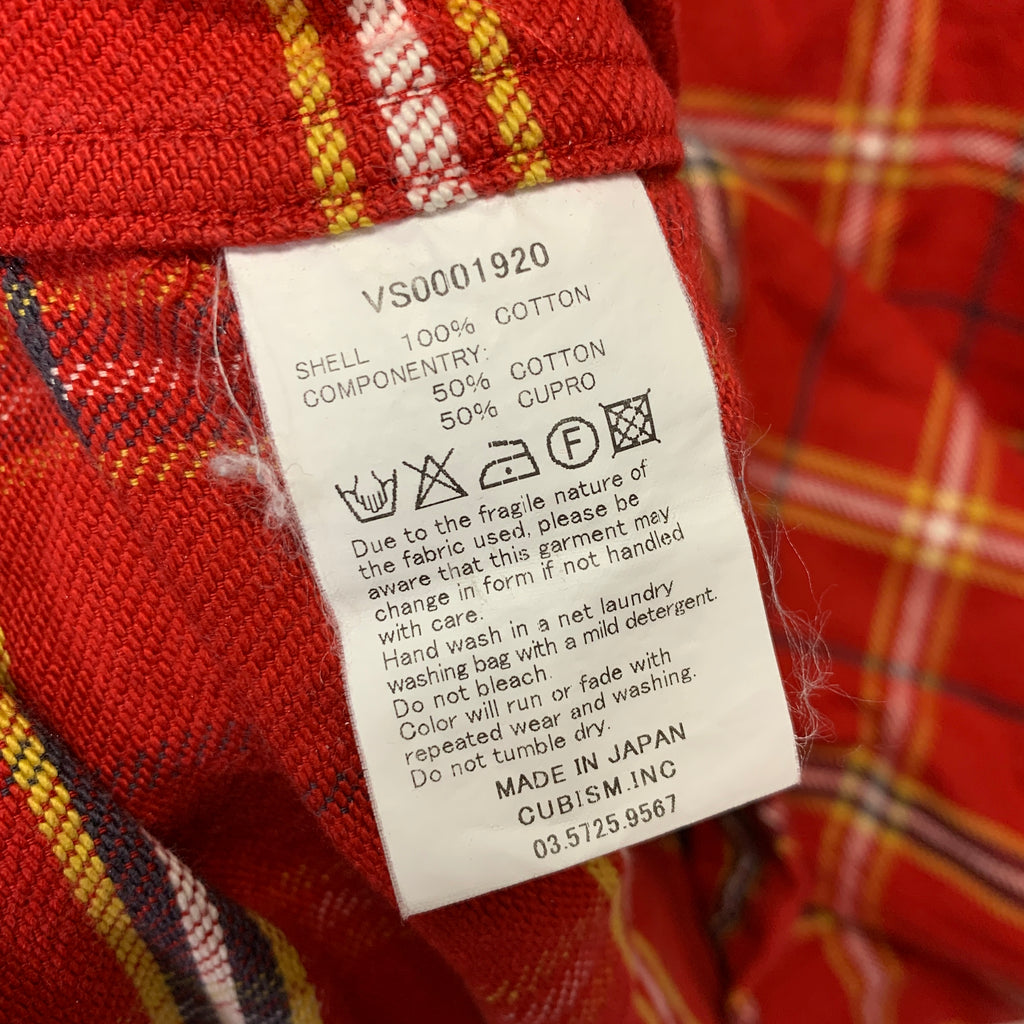 VS0001920
SHELL 100% COTTON
COMPONENTRY:
50% COTTON
50% CUPRO
F
Due to the fragile nature of
the fabric used, please be
aware that this garment may
change in form if not handled
with care.
Hand wash in a net laundry
washing bag with a mild detergent.
Do not bleach.
Color will run or fade with
repeated wear and washing.
Do not tumble dry.
MADE IN JAPAN
CUBISM.INC
03.5725.9567